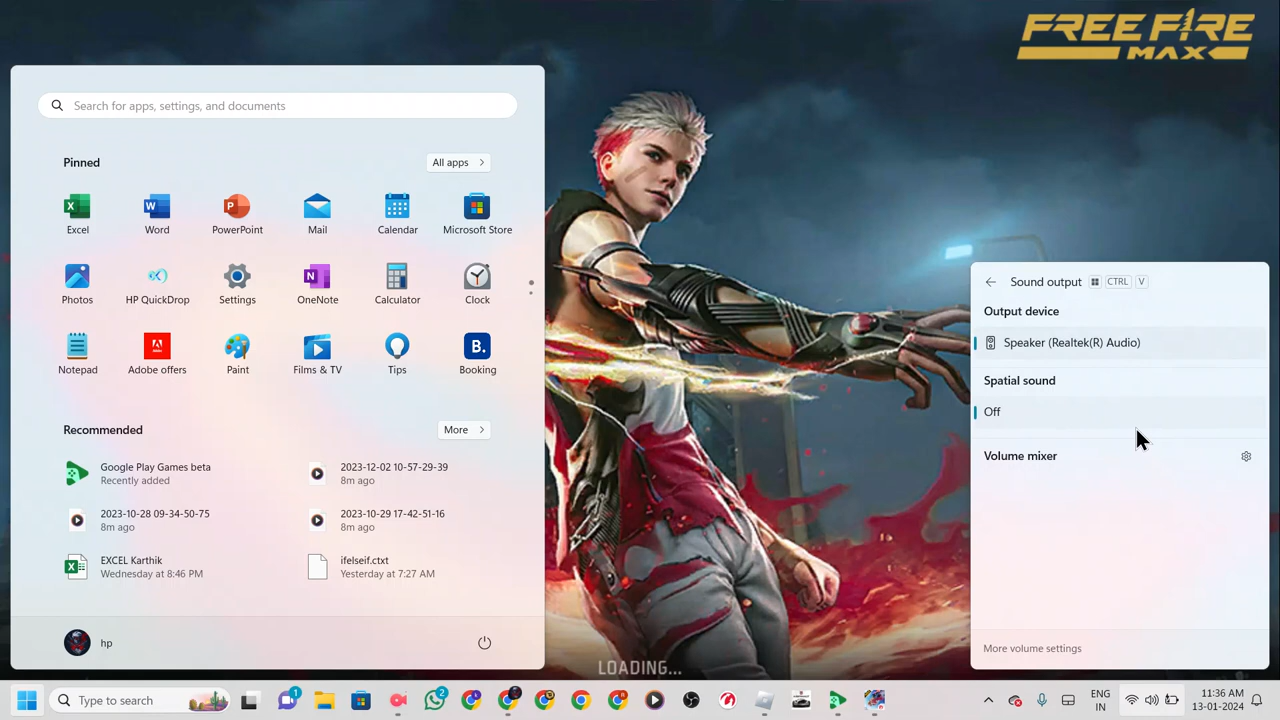 FREE FIRE
MAX
Search for apps, settings, and documents
Pinned
All apps
Excel
Word
PowerPoint
Mail
Calendar
Microsoft Store
Photos
HP QuickDrop
Settings
OneNote
Calculator
Clock
Notepad
Adobe offers
Paint
Films & TV
Tips
Booking
Recommended
More
Google Play Games beta
Recently added
2023-12-02 10-57-29-39
8m ago
2023-10-28 09-34-50-75
8m ago
2023-10-29 17-42-51-16
8m ago
EXCEL Karthik
Wednesday at 8:46 PM
ifelseif.ctxt
Yesterday at 7:27 AM
hp
LOADING...
Sound output CTRL V
Output device
Speaker (Realtek(R) Audio)
Spatial sound
Off
Volume mixer
More volume settings
Type to search
1
2
ENG
IN
11:36 AM
13-01-2024